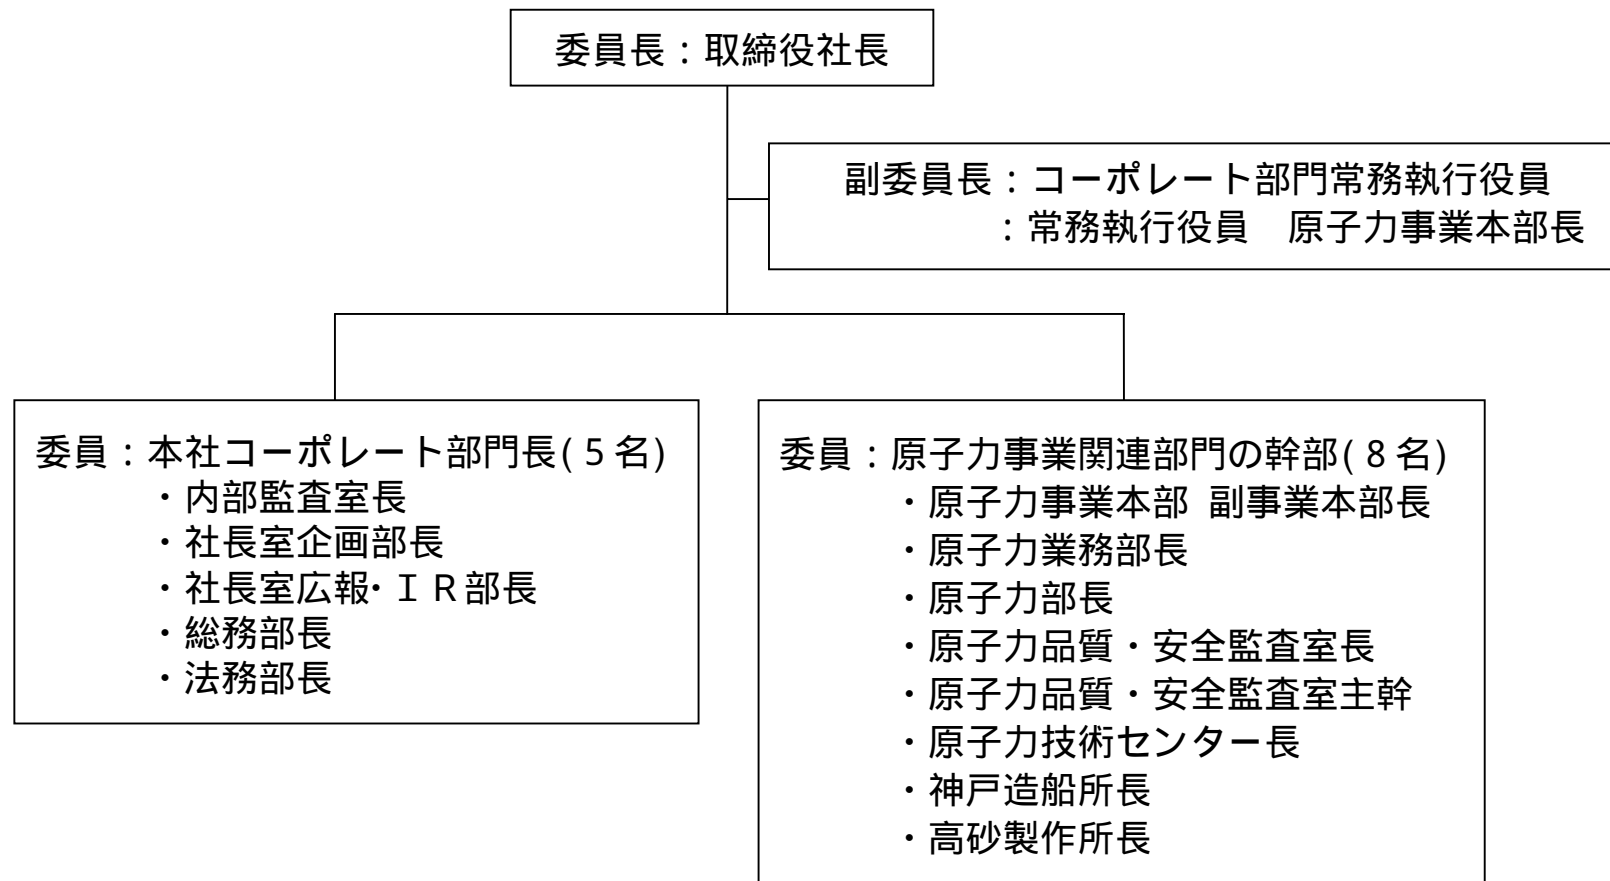 委員長：取締役社長
副委員長：コーポレート部門常務執行役員
：常務執行役員　原子力事業本部長
委員：本社コーポレート部門長(５名)
・内部監査室長
・社長室企画部長
・社長室広報・ＩＲ部長
・総務部長
・法務部長
委員：原子力事業関連部門の幹部(８名)
・原子力事業本部 副事業本部長
・原子力業務部長
・原子力部長
・原子力品質・安全監査室長
・原子力品質・安全監査室主幹
・原子力技術センター長
・神戸造船所長
・高砂製作所長